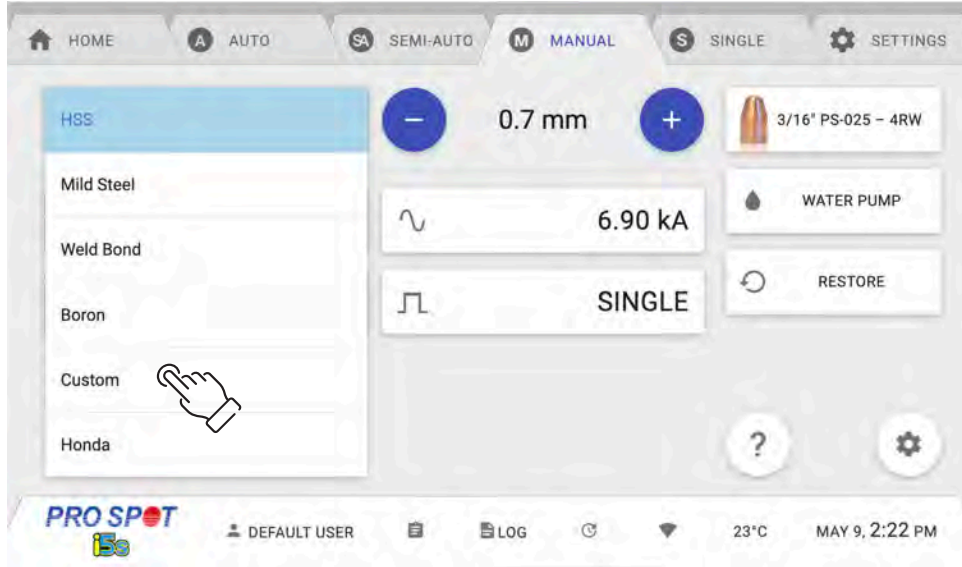 HOME
A AUTO
SA SEMI-AUTO
M MANUAL
S SINGLE
SETTINGS
HSS
Mild Steel
Weld Bond
Boron
Custom
Honda
− 0.7 mm +
6.90 kA
SINGLE
3/16" PS-025 – 4RW
WATER PUMP
RESTORE
?
PRO SPOT
i5s
DEFAULT USER
LOG
23°C
MAY 9, 2:22 PM